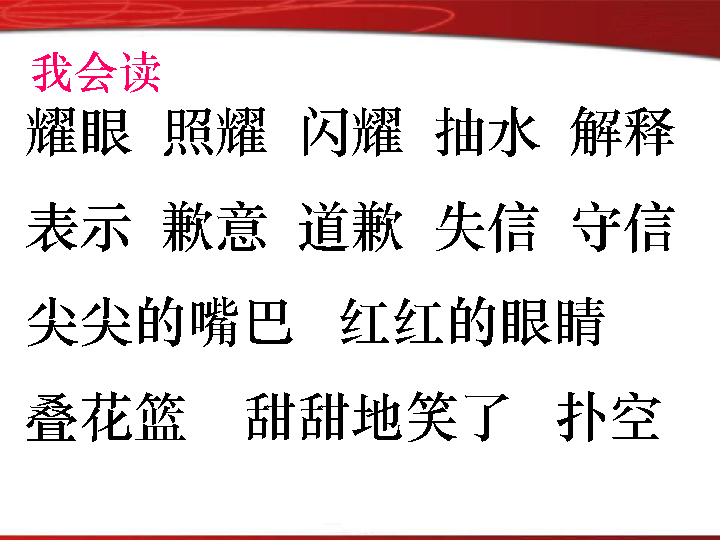 我会读
耀眼 照耀 闪耀 抽水 解释
表示 歉意 道歉 失信 守信
尖尖的嘴巴 红红的眼睛
叠花篮 甜甜地笑了 扑空